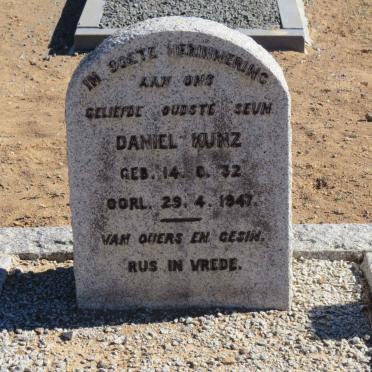 IN SOETE HERINNERING
AAN ONS
GELIEFDE OUDSTE SEUN
DANIEL KUNZ
GEB. 14. 6. 32
OORL. 29. 4. 1947.
VAN OUERS EN GESIN.
RUS IN VREDE.